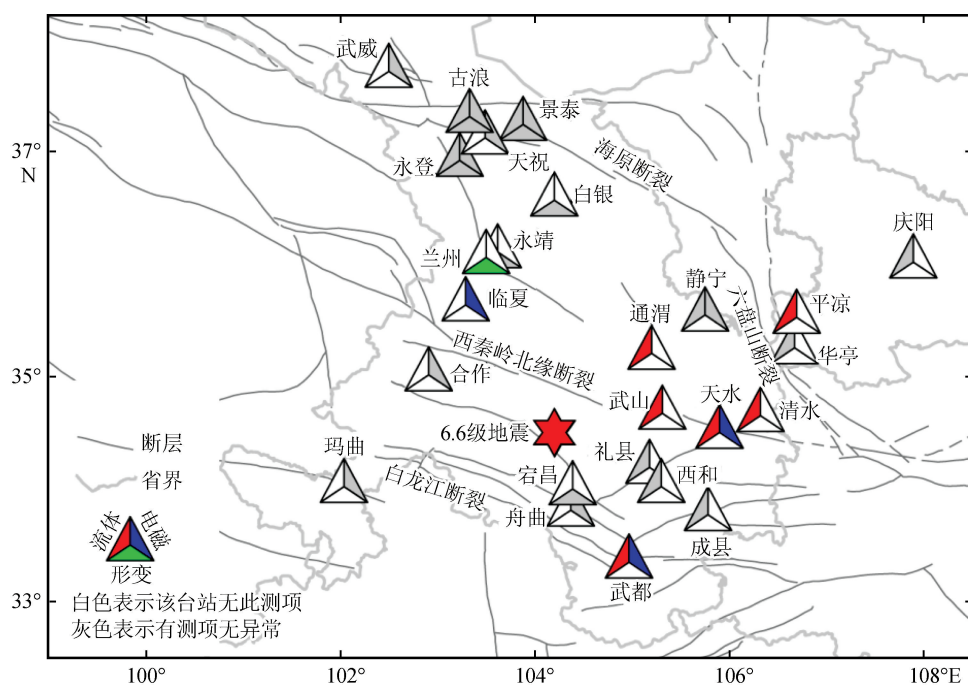 武威
古浪
景泰
37°
N
永登
天祝
海原断裂
白银
庆阳
兰州
永靖
临夏
静宁
六盘山断裂
平凉
通渭
华亭
35°
合作
西秦岭北缘断裂
武山
天水
清水
6.6级地震
断层
省界
玛曲
白龙江断裂
宕昌
礼县
西和
舟曲
成县
流体
电磁
形变
武都
33°
白色表示该台站无此测项
灰色表示有测项无异常
100° 102° 104° 106° 108°E